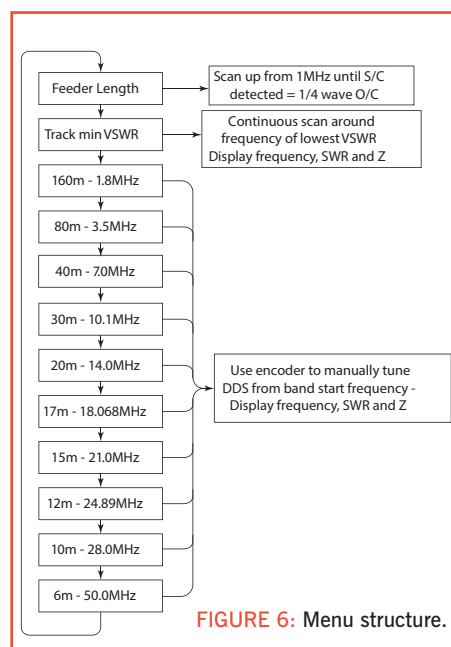 Feeder Length
Scan up from 1MHz until S/C
detected = 1/4 wave O/C
Track min VSWR
Continuous scan around
frequency of lowest VSWR
Display frequency, SWR and Z
160m - 1.8MHz
80m - 3.5MHz
40m - 7.0MHz
30m - 10.1MHz
20m - 14.0MHz
17m - 18.068MHz
15m - 21.0MHz
12m - 24.89MHz
10m - 28.0MHz
6m - 50.0MHz
Use encoder to manually tune
DDS from band start frequency -
Display frequency, SWR and Z
FIGURE 6: Menu structure.